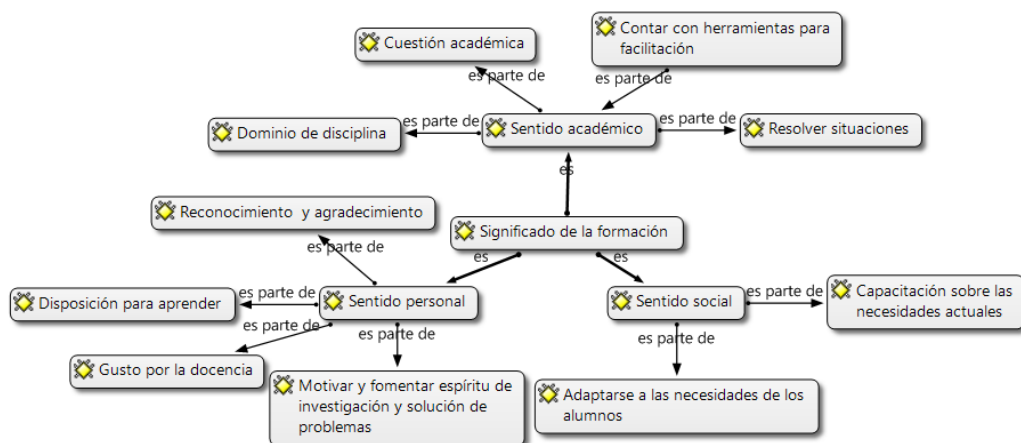 Contar con herramientas para
facilitación
Cuestión académica
es parte de
es parte de
Dominio de disciplina
es parte de
Sentido académico
es parte de
Resolver situaciones
es
Reconocimiento y agradecimiento
Significado de la formación
es parte de
es
es
Disposición para aprender
es parte de
Sentido personal
Sentido social
es parte de
Capacitación sobre las
necesidades actuales
es parte de
es parte de
es parte de
Gusto por la docencia
Motivar y fomentar espíritu de
investigación y solución de
problemas
Adaptarse a las necesidades de los
alumnos